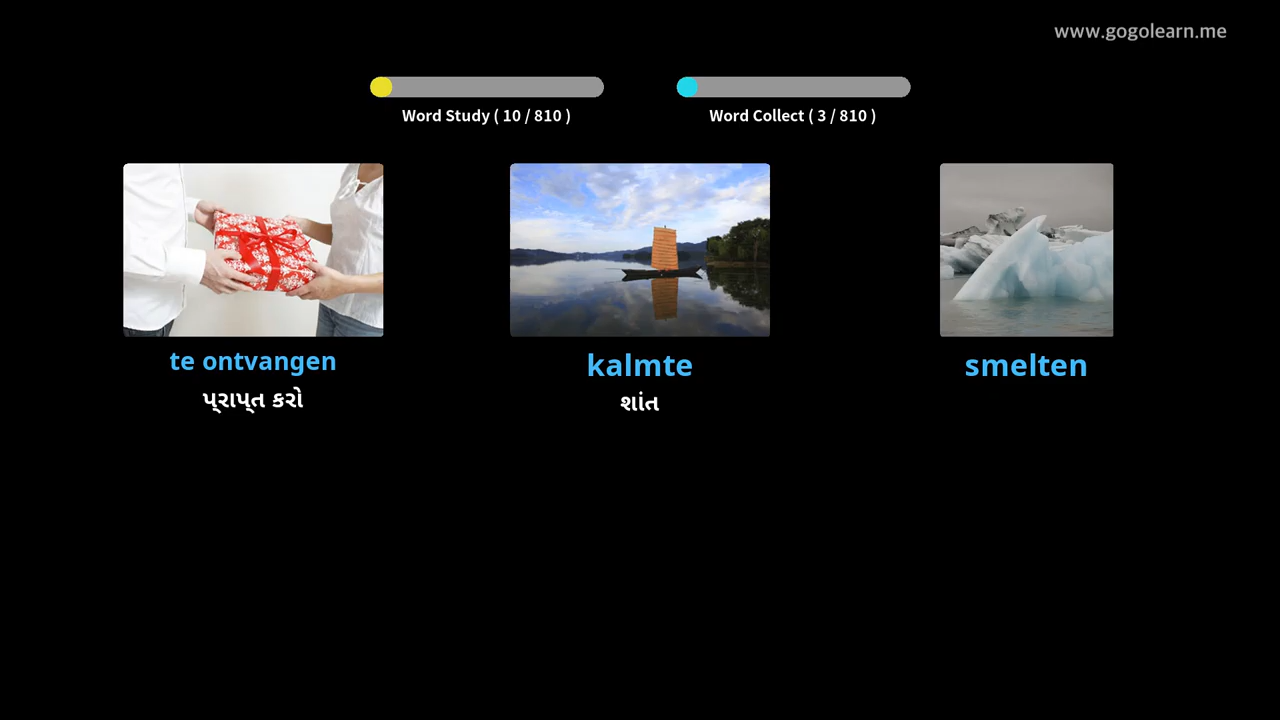 www.gogolearn.me
Word Study ( 10 / 810 )
Word Collect ( 3 / 810 )
te ontvangen
kalmte
smelten
પ્રાપ્ત કરો
શાંત